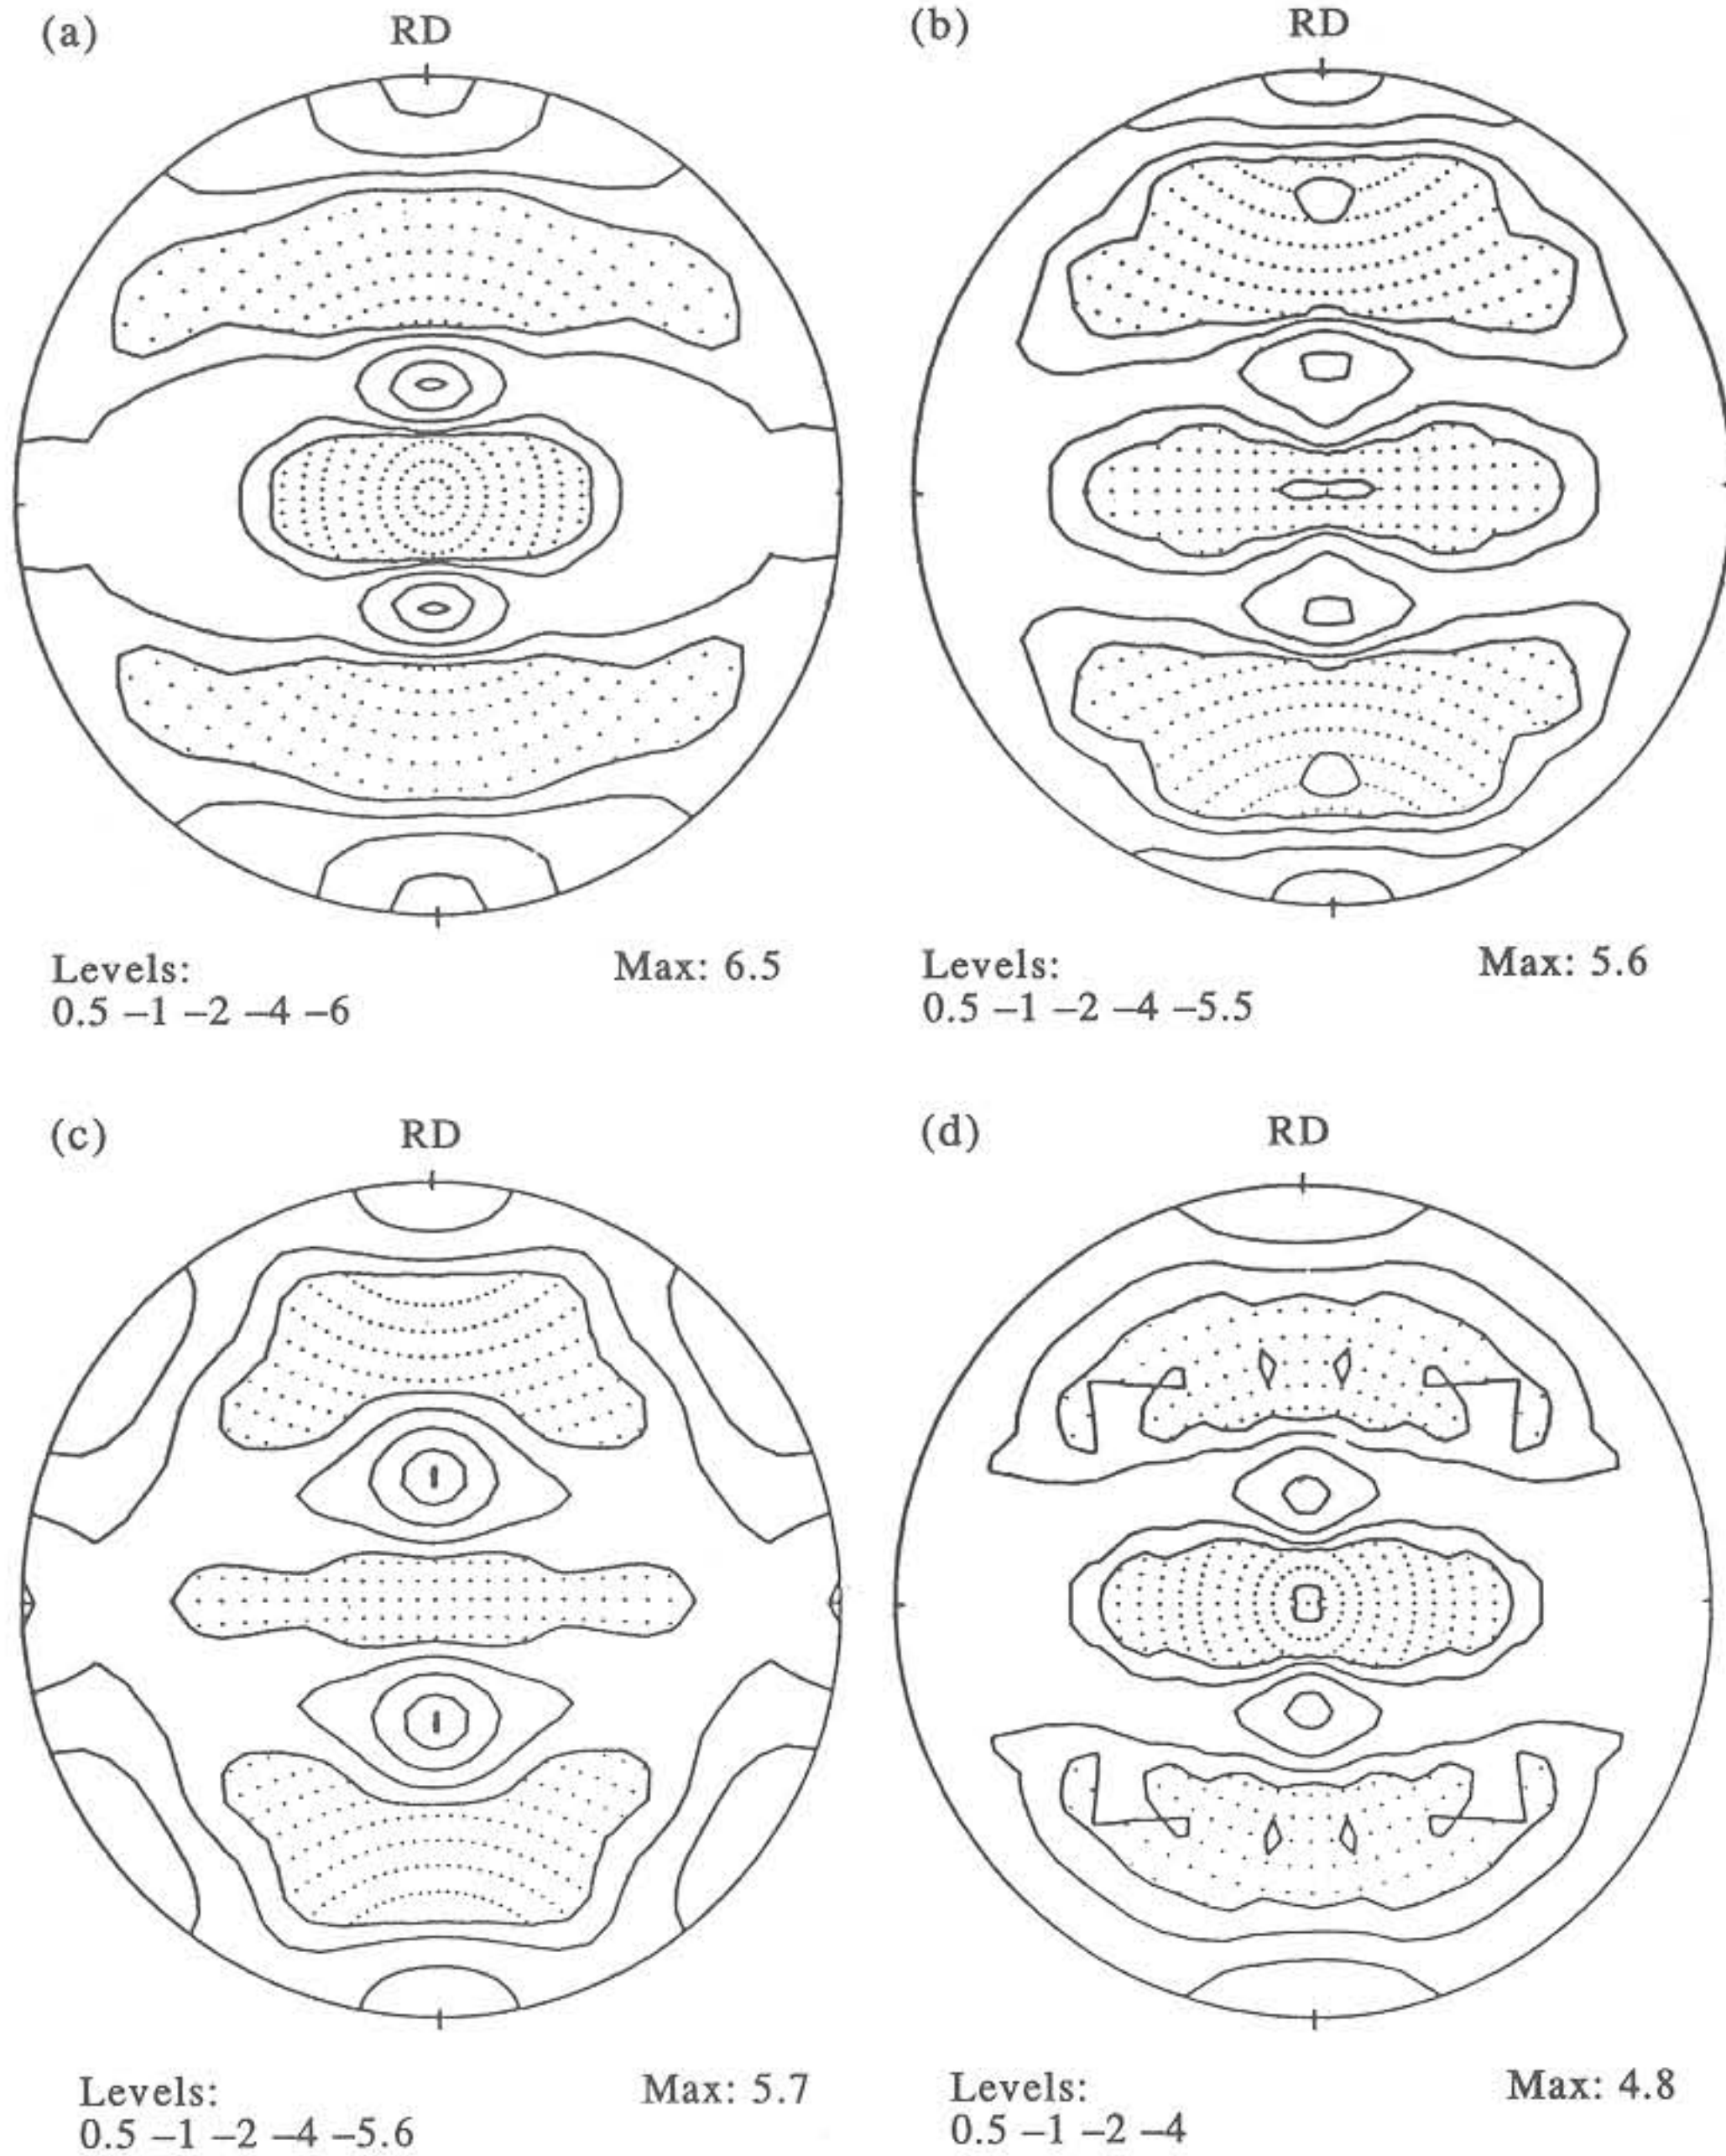 (a)
RD
(b)
RD
Levels:
0.5 –1 –2 –4 –6
Max: 6.5
Levels:
0.5 –1 –2 –4 –5.5
Max: 5.6
(c)
RD
(d)
RD
Levels:
0.5 –1 –2 –4 –5.6
Max: 5.7
Levels:
0.5 –1 –2 –4
Max: 4.8